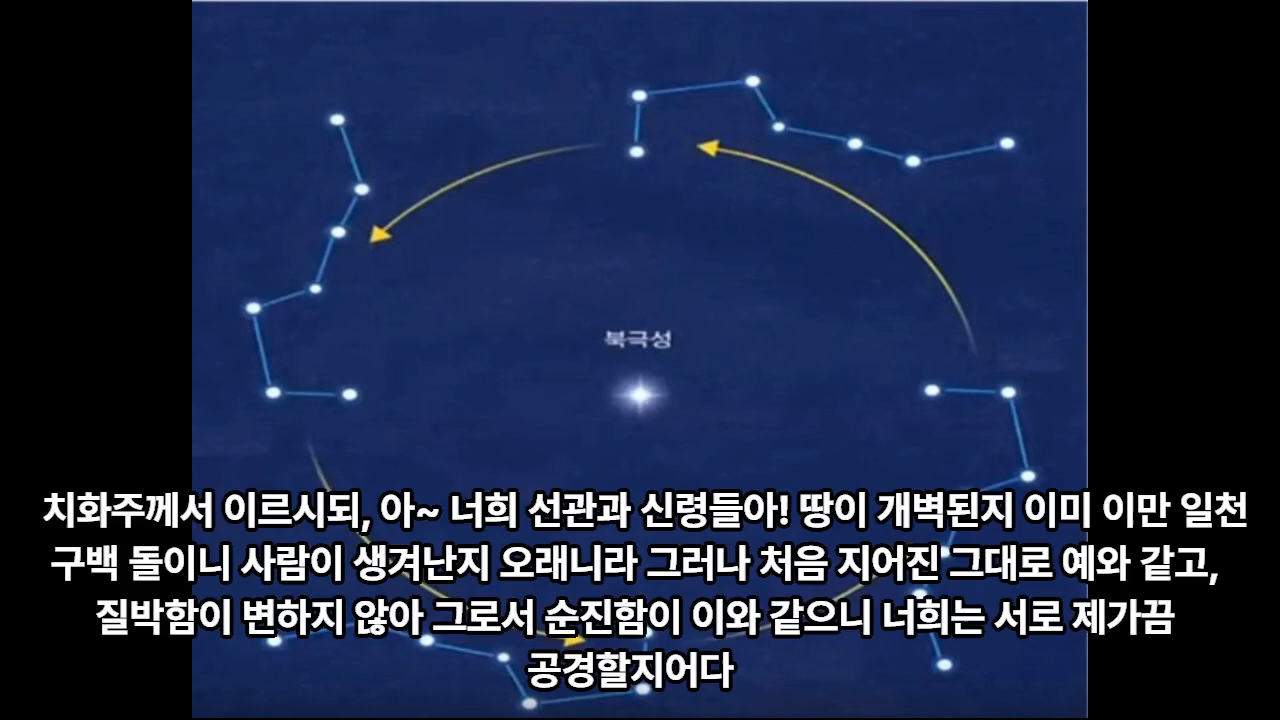 북극성
치화주께서 이르시되, 아~ 너희 선관과 신령들아! 땅이 개벽된지 이미 이만 일천
구백 돌이니 사람이 생겨난지 오래니라 그러나 처음 지어진 그대로 예와 같고,
질박함이 변하지 않아 그로서 순진함이 이와 같으니 너희는 서로 제가끔
공경할지어다